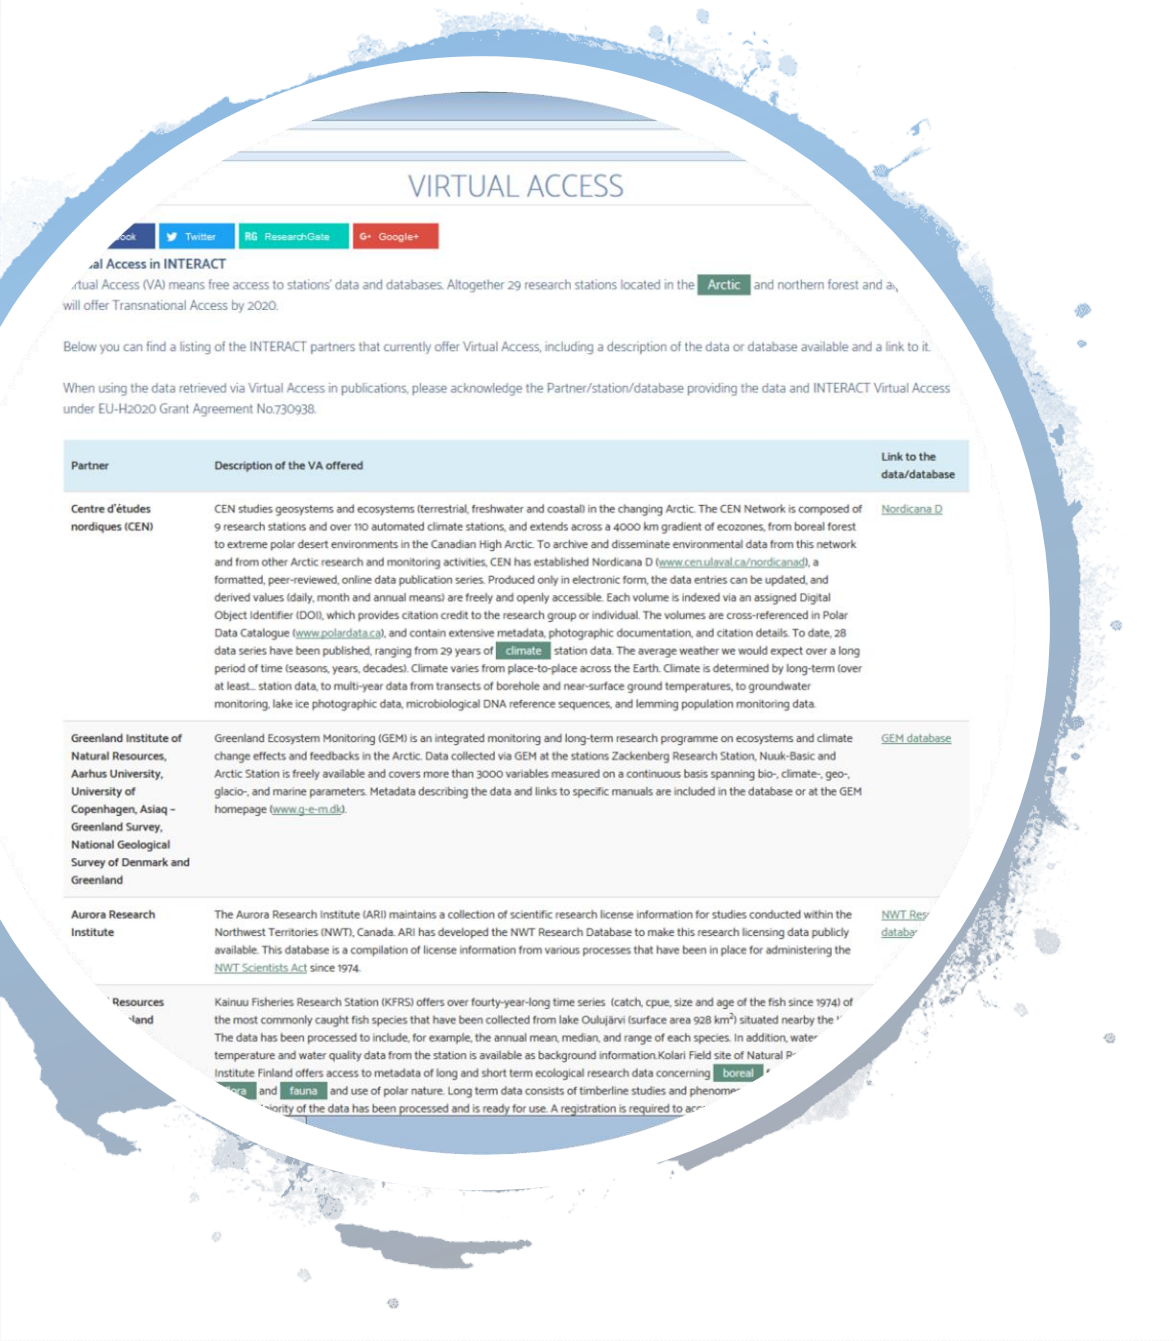 VIRTUAL ACCESS
Twitter
RG ResearchGate
G+ Google+
Access in INTERACT
Access (VA) means free access to stations' data and databases. Altogether 29 research stations located in the Arctic and northern forest and
will offer Transnational Access by 2020.
Below you can find a listing of the INTERACT partners that currently offer Virtual Access, including a description of the data or database available and a link to it.
When using the data retrieved via Virtual Access in publications, please acknowledge the Partner/station/database providing the data and INTERACT Virtual Access
under EU-H2020 Grant Agreement No.730938.
Partner
Description of the VA offered
Link to the
data/database
Centre d'études
nordiques (CEN)
CEN studies geosystems and ecosystems (terrestrial, freshwater and coastal) in the changing Arctic. The CEN Network is composed of
9 research stations and over 110 automated climate stations, and extends across a 4000 km gradient of ecozones, from boreal forest
to extreme polar desert environments in the Canadian High Arctic. To archive and disseminate environmental data from this network
and from other Arctic research and monitoring activities, CEN has established Nordicana D (www.cen.ulaval.ca/nordicanad), a
formatted, peer-reviewed, online data publication series. Produced only in electronic form, the data entries can be updated, and
derived values (daily, month and annual means) are freely and openly accessible. Each volume is indexed via an assigned Digital
Object Identifier (DOI), which provides citation credit to the research group or individual. The volumes are cross-referenced in Polar
Data Catalogue (www.polardata.ca), and contain extensive metadata, photographic documentation, and citation details. To date, 28
data series have been published, ranging from 29 years of climate station data. The average weather we would expect over a long
period of time (seasons, years, decades). Climate varies from place-to-place across the Earth. Climate is determined by long-term (over
at least... station data, to multi-year data from transects of borehole and near-surface ground temperatures, to groundwater
monitoring, lake ice photographic data, microbiological DNA reference sequences, and lemming population monitoring data.
Nordicana D
Greenland Institute of
Natural Resources,
Aarhus University,
University of
Copenhagen, Asiaq –
Greenland Survey,
National Geological
Survey of Denmark and
Greenland
Greenland Ecosystem Monitoring (GEM) is an integrated monitoring and long-term research programme on ecosystems and climate
change effects and feedbacks in the Arctic. Data collected via GEM at the stations Zackenberg Research Station, Nuuk-Basic and
Arctic Station is freely available and covers more than 3000 variables measured on a continuous basis spanning bio-, climate-, geo-,
glacio-, and marine parameters. Metadata describing the data and links to specific manuals are included in the database or at the GEM
homepage (www.g-e-m.dk).
GEM database
Aurora Research
Institute
The Aurora Research Institute (ARI) maintains a collection of scientific research license information for studies conducted within the
Northwest Territories (NWT), Canada. ARI has developed the NWT Research Database to make this research licensing data publicly
available. This database is a compilation of license information from various processes that have been in place for administering the
NWT Scientists Act since 1974.
NWT
Resources
Kainuu Fisheries Research Station (KFRS) offers over fourty-year-long time series (catch, cpue, size and age of the fish since 1974) of
the most commonly caught fish species that have been collected from lake Oulujärvi (surface area 928 km²) situated nearby the
The data has been processed to include, for example, the annual mean, median, and range of each species. In addition, water
temperature and water quality data from the station is available as background information.Kolari Field site of Natural
Institute Finland offers access to metadata of long and short term ecological research data concerning boreal
and fauna and use of polar nature. Long term data consists of timberline studies and
of the data has been processed and is ready for use. A registration is required to